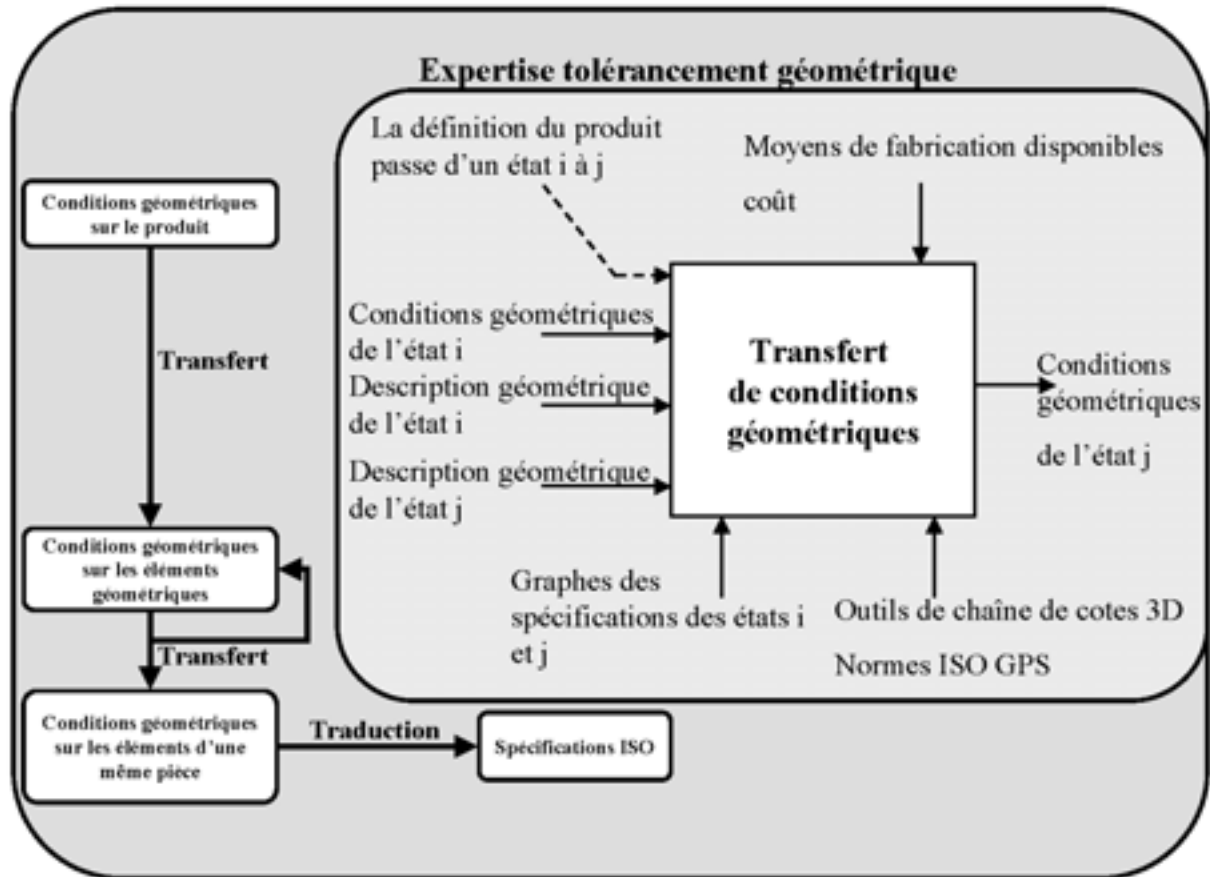 Expertise tolérancement géométrique
La définition du produit
passe d'un état i à j
Moyens de fabrication disponibles
coût
Conditions géométriques
sur le produit
Transfert
Conditions géométriques
de l'état i
Description géométrique
de l'état i
Description géométrique
de l'état j
Transfert
de conditions
géométriques
Conditions
géométriques
de l'état j
Graphes des
spécifications des états i
et j
Outils de chaîne de cotes 3D
Normes ISO GPS
Conditions géométriques
sur les éléments
géométriques
Transfert
Conditions géométriques
sur les éléments d'une
même pièce
Traduction
Spécifications ISO